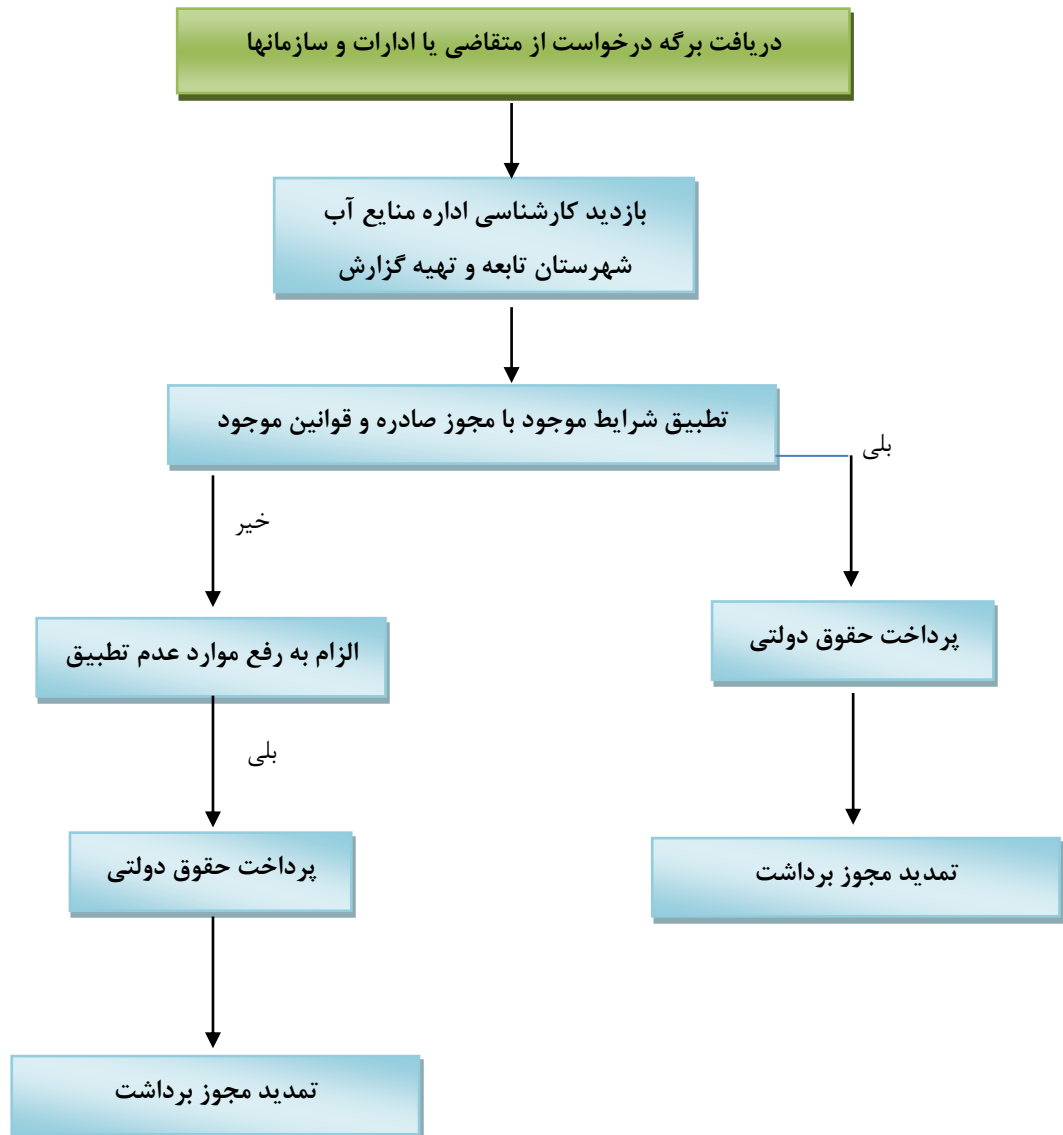 دریافت برگه درخواست از متقاضی یا ادارات و سازمانها
بازدید کارشناسی اداره منایع آب
شهرستان تابعه و تهیه گزارش
تطبیق شرایط موجود با مجوز صادره و قوانین موجود
بلی
خیر
پرداخت حقوق دولتی
الزام به رفع موارد عدم تطبیق
بلی
پرداخت حقوق دولتی
تمدید مجوز برداشت
تمدید مجوز برداشت